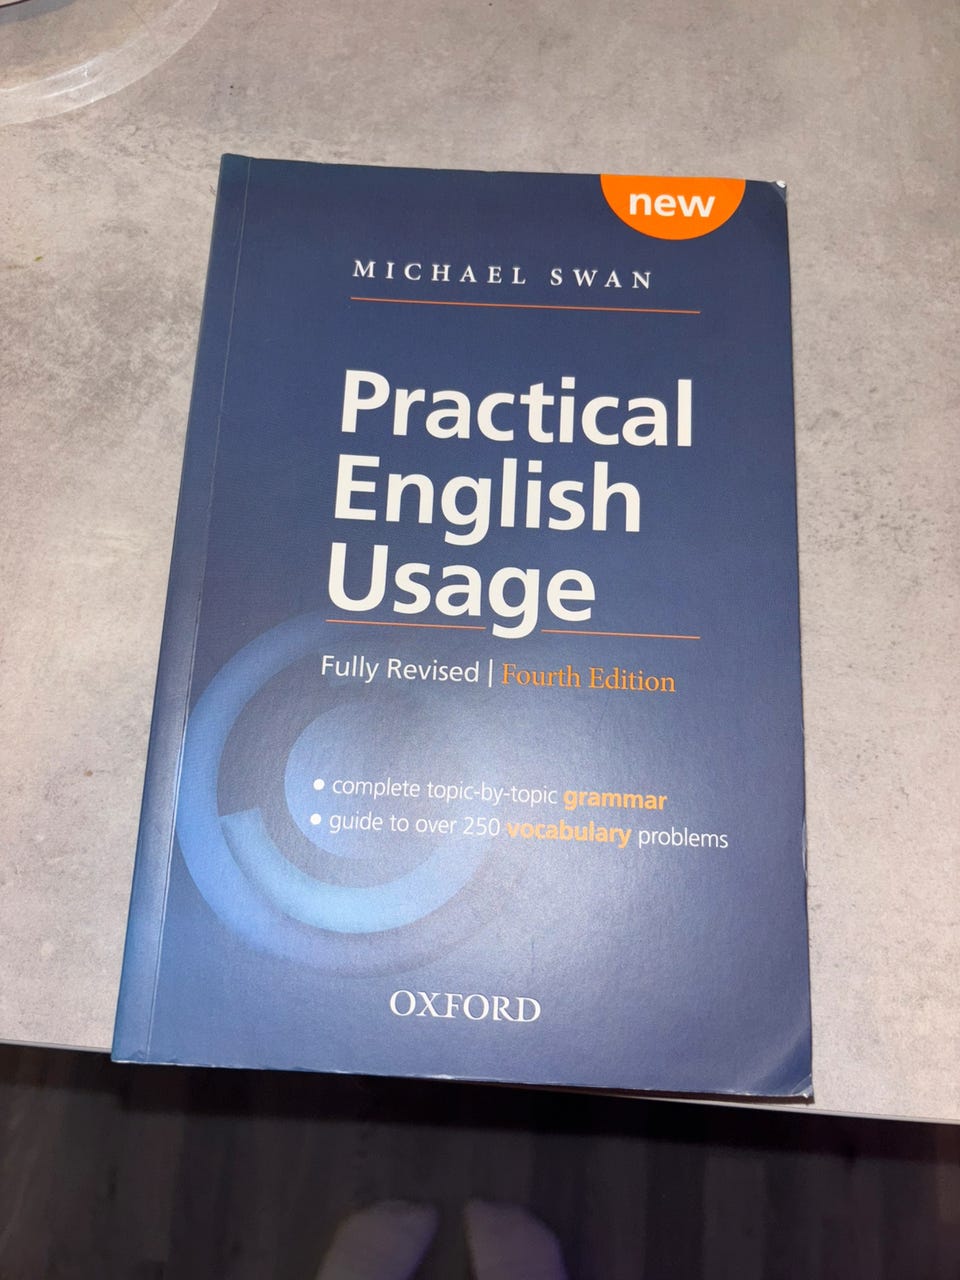 new
MICHAEL SWAN
Practical
English
Usage
Fully Revised | Fourth Edition
• complete topic-by-topic grammar
• guide to over 250 vocabulary problems
OXFORD